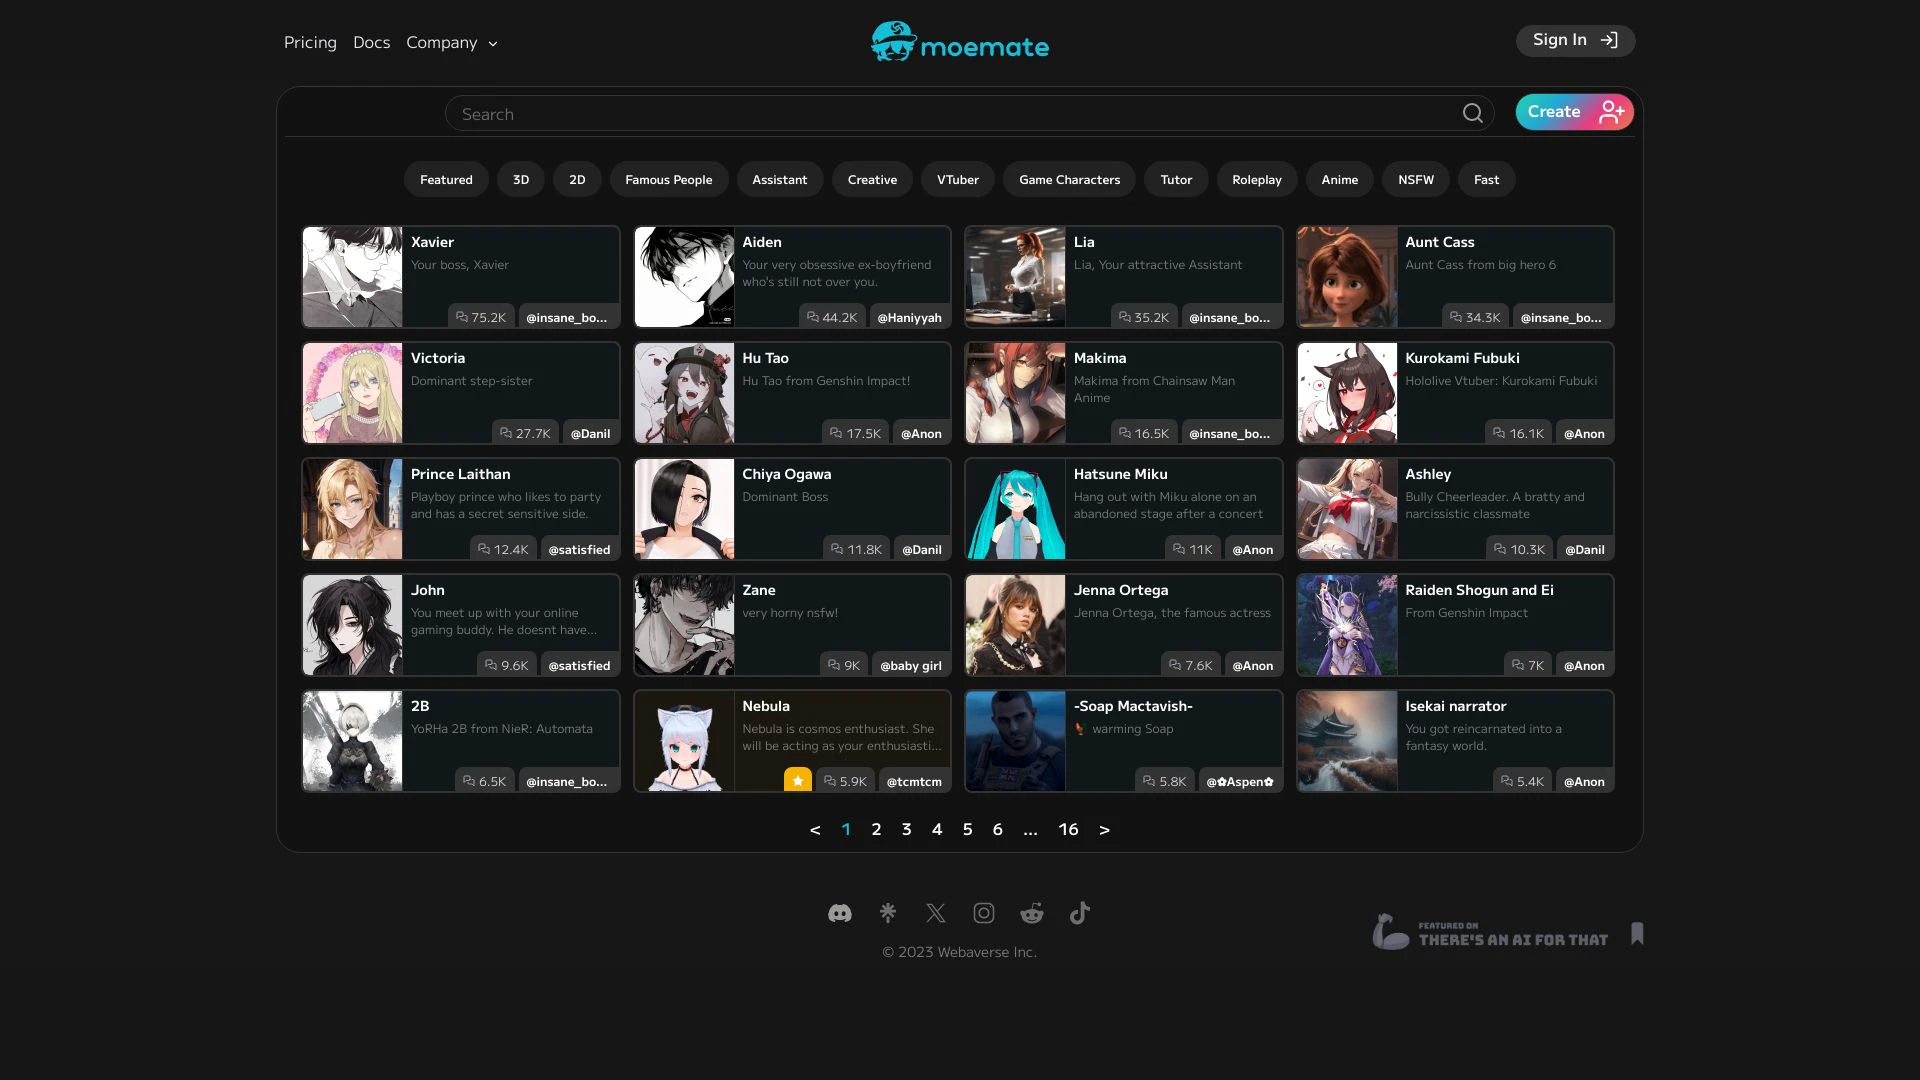 Pricing
Docs
Company
moemate
Sign In
Search
Create
Featured
3D
2D
Famous People
Assistant
Creative
VTuber
Game Characters
Tutor
Roleplay
Anime
NSFW
Fast
Xavier
Your boss, Xavier
75.2K
@insane_bo...
Aiden
Your very obsessive ex-boyfriend
who's still not over you.
44.2K
@Haniyyah
Lia
Lia, Your attractive Assistant
35.2K
@insane_bo...
Aunt Cass
Aunt Cass from big hero 6
34.3K
@insane_bo...
Victoria
Dominant step-sister
27.7K
@Danil
Hu Tao
Hu Tao from Genshin Impact!
17.5K
@Anon
Makima
Makima from Chainsaw Man
Anime
16.5K
@insane_bo...
Kurokami Fubuki
Hololive Vtuber: Kurokami Fubuki
16.1K
@Anon
Prince Laithan
Playboy prince who likes to party
and has a secret sensitive side.
12.4K
@satisfied
Chiya Ogawa
Dominant Boss
11.8K
@Danil
Hatsune Miku
Hang out with Miku alone on an
abandoned stage after a concert
11K
@Anon
Ashley
Bully Cheerleader. A bratty and
narcissistic classmate
10.3K
@Danil
John
You meet up with your online
gaming buddy. He doesnt have...
9.6K
@satisfied
Zane
very horny nsfw!
9K
@baby girl
Jenna Ortega
Jenna Ortega, the famous actress
7.6K
@Anon
Raiden Shogun and Ei
From Genshin Impact
7K
@Anon
2B
YoRHa 2B from NieR: Automata
6.5K
@insane_bo...
Nebula
Nebula is cosmos enthusiast. She
will be acting as your enthusiasti...
5.9K
@tcmtcm
-Soap Mactavish-
🐓 warming Soap
5.8K
@✿Aspen✿
Isekai narrator
You got reincarnated into a
fantasy world.
5.4K
@Anon
< 1 2 3 4 5 6 ... 16 >
© 2023 Webaverse Inc.
FEATURED ON
THERE'S AN AI FOR THAT